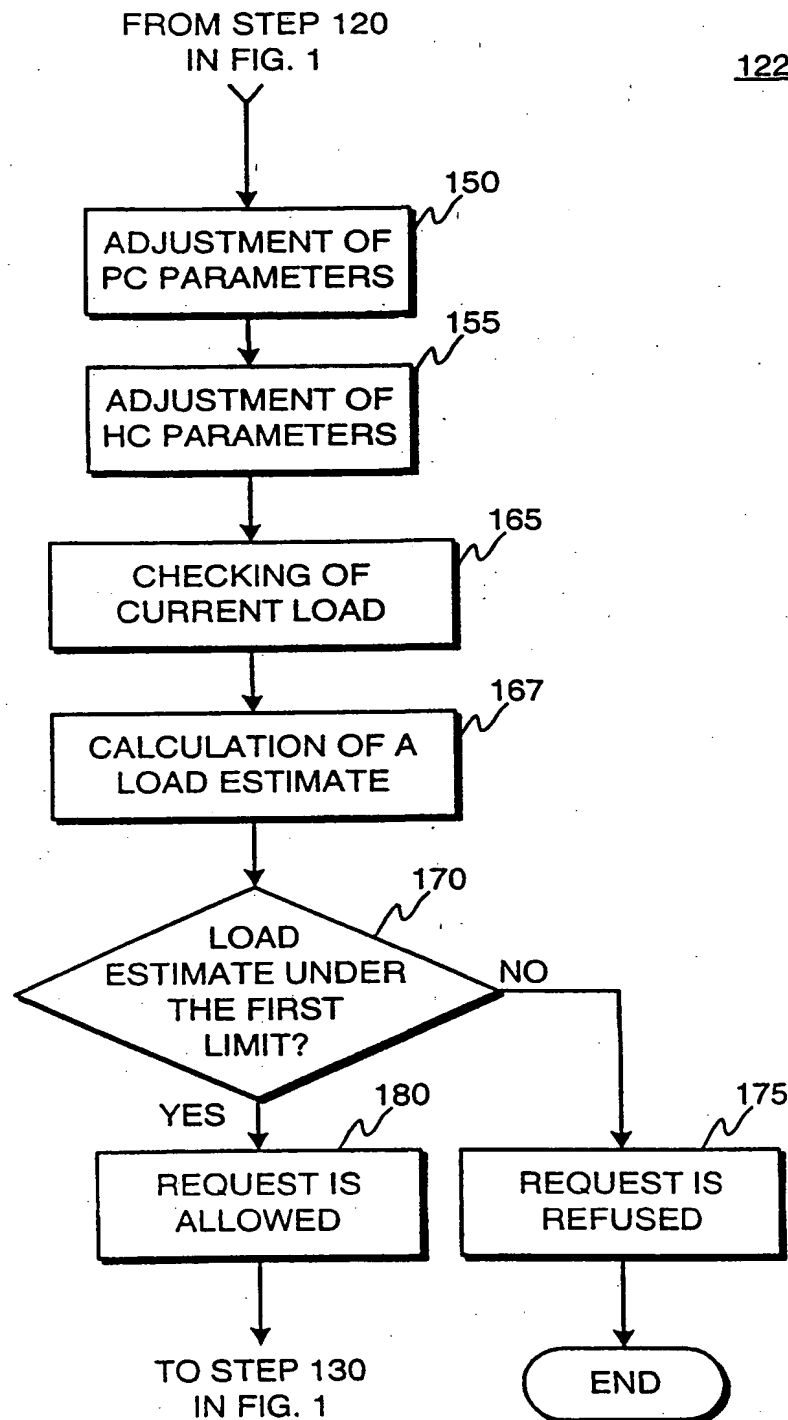 FROM STEP 120
IN FIG. 1
122
150
ADJUSTMENT OF
PC PARAMETERS
155
ADJUSTMENT OF
HC PARAMETERS
165
CHECKING OF
CURRENT LOAD
167
CALCULATION OF A
LOAD ESTIMATE
170
LOAD
ESTIMATE UNDER
THE FIRST
LIMIT?
NO
YES
180
175
REQUEST IS
ALLOWED
REQUEST IS
REFUSED
TO STEP 130
IN FIG. 1
END